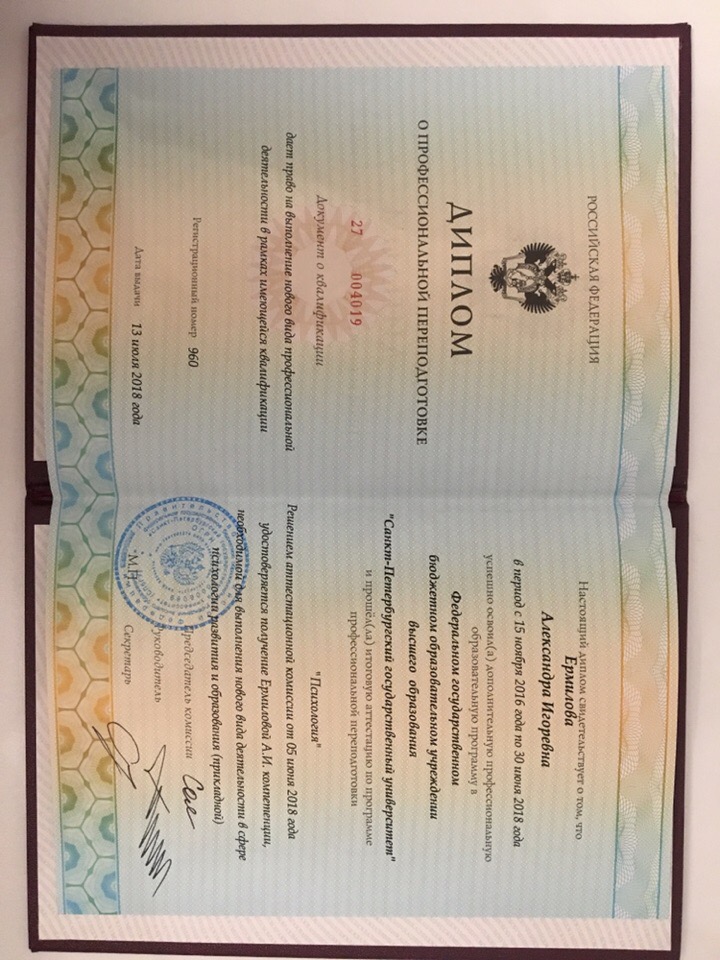 РОССИЙСКАЯ ФЕДЕРАЦИЯ
ДИПЛОМ
О ПРОФЕССИОНАЛЬНОЙ ПЕРЕПОДГОТОВКЕ
27 004019
Документ о квалификации
дает право на выполнение нового вида профессиональной
деятельности в рамках имеющейся квалификации
Регистрационный номер 960
Дата выдачи 13 июля 2018 года
Настоящий диплом свидетельствует о том, что
Ермилова
Александра Игоревна
в период с 15 ноября 2016 года по 30 июня 2018 года
успешно освоил(а) дополнительную профессиональную
образовательную программу в
Федеральном государственном
бюджетном образовательном учреждении
высшего образования
"Санкт-Петербургский государственный университет"
и прошёл(ла) итоговую аттестацию по программе
профессиональной переподготовки
"Психология"
Решением аттестационной комиссии от 05 июня 2018 года
удостоверяется получение Ермиловой А.И. компетенции,
необходимой для выполнения нового вида деятельности в сфере
психологии развития и образования (прикладной)
Председатель комиссии
Руководитель
М.П.
Секретарь